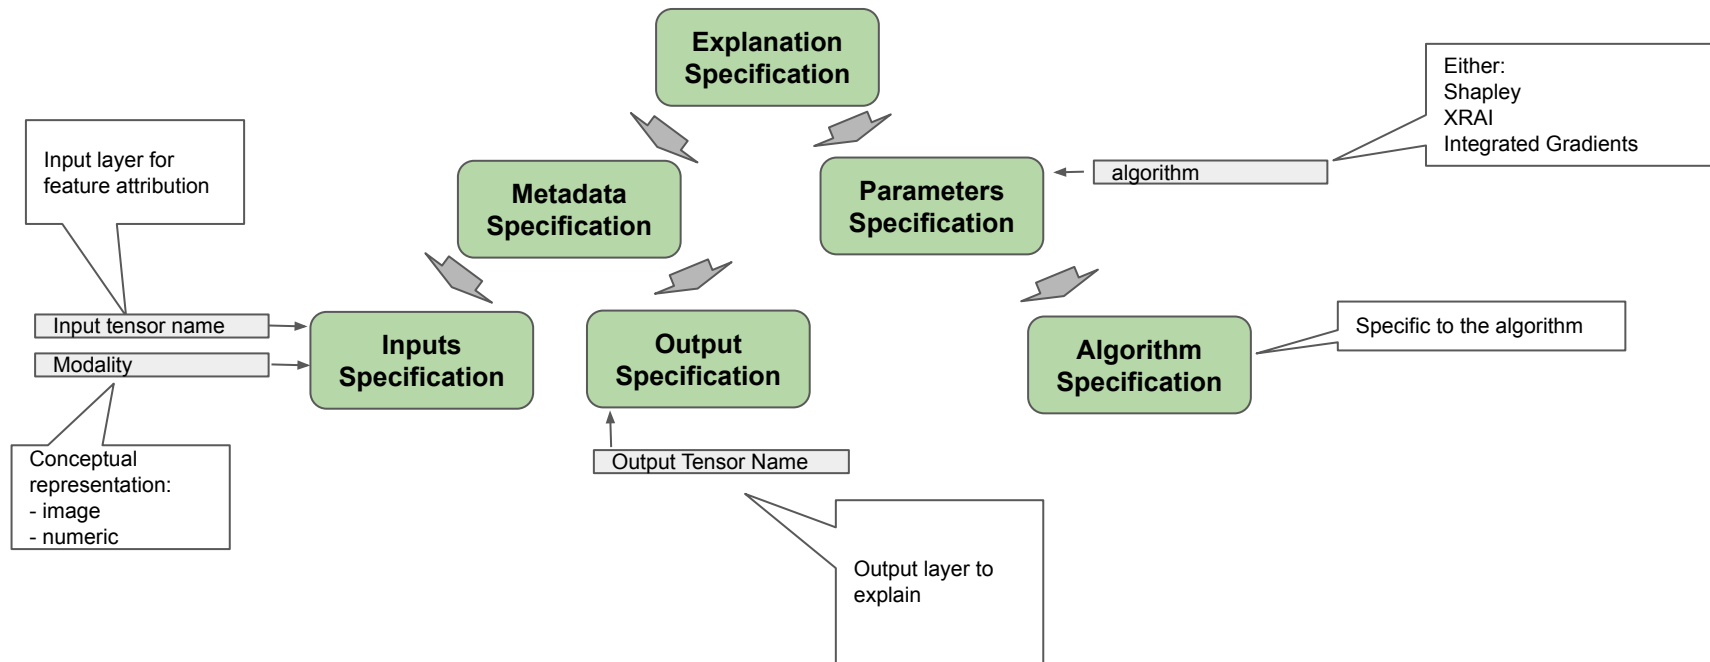 Explanation
Specification
Either:
Shapley
XRAI
Integrated Gradients
Input layer for
feature attribution
Metadata
Specification
Parameters
Specification
algorithm
Input tensor name
Modality
Inputs
Specification
Output
Specification
Algorithm
Specification
Specific to the algorithm
Conceptual
representation:
- image
- numeric
Output Tensor Name
Output layer to
explain